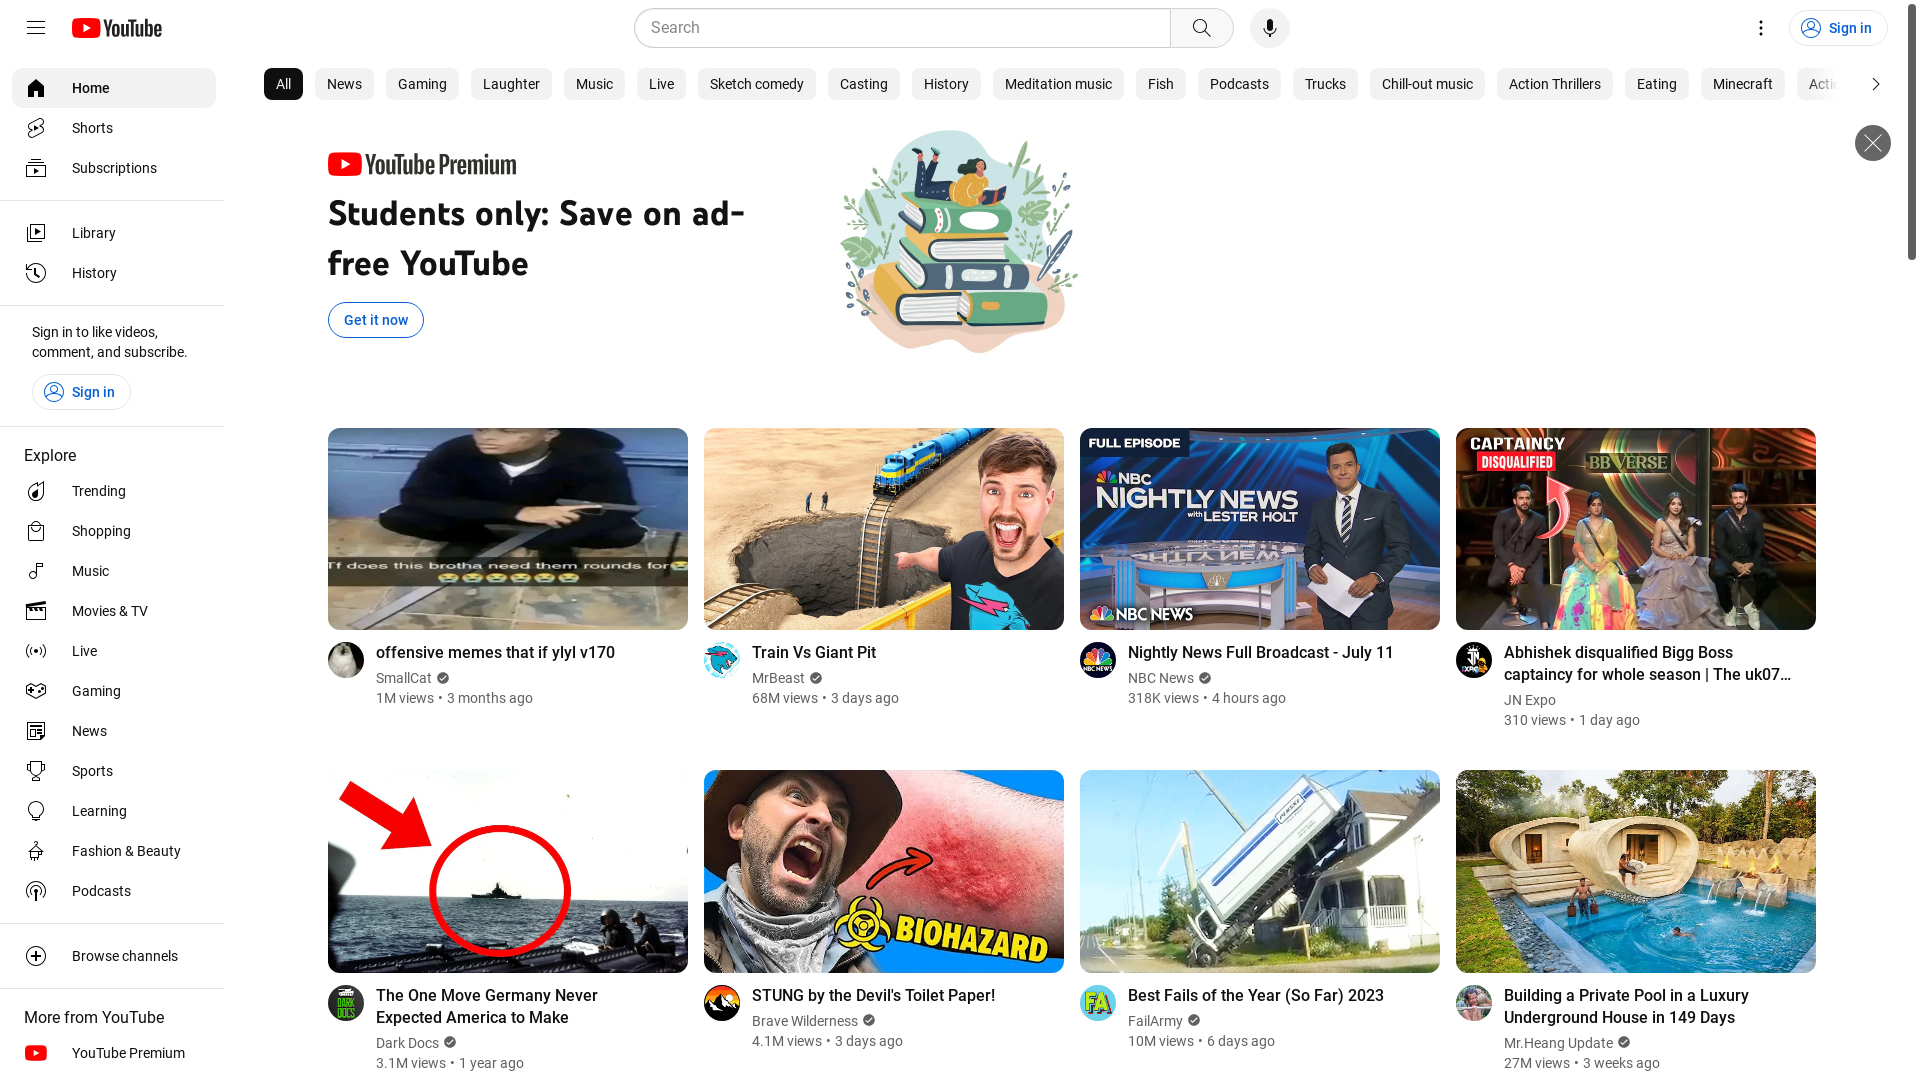 YouTube
Search
Sign in
Home
Shorts
Subscriptions
Library
History
Sign in to like videos,
comment, and subscribe.
Sign in
Explore
Trending
Shopping
Music
Movies & TV
Live
Gaming
News
Sports
Learning
Fashion & Beauty
Podcasts
Browse channels
More from YouTube
YouTube Premium
All
News
Gaming
Laughter
Music
Live
Sketch comedy
Casting
History
Meditation music
Fish
Podcasts
Trucks
Chill-out music
Action Thrillers
Eating
Minecraft
YouTube Premium
Students only: Save on ad-
free YouTube
Get it now
Tf does this brotha need them rounds for
offensive memes that if ylyl v170
SmallCat
1M views • 3 months ago
Train Vs Giant Pit
MrBeast
68M views • 3 days ago
FULL EPISODE
NBC
NIGHTLY NEWS
with LESTER HOLT
NIGHTLY NEWS
NBC NEWS
NBC NEWS
Nightly News Full Broadcast - July 11
NBC News
318K views • 4 hours ago
CAPTAINCY
DISQUALIFIED
BB VERSE
JN
EXPO
Abhishek disqualified Bigg Boss
captaincy for whole season | The uk07…
JN Expo
310 views • 1 day ago
DARK
DOCS
The One Move Germany Never
Expected America to Make
Dark Docs
3.1M views • 1 year ago
BIOHAZARD
STUNG by the Devil's Toilet Paper!
Brave Wilderness
4.1M views • 3 days ago
PENSKE
FA
Best Fails of the Year (So Far) 2023
FailArmy
10M views • 6 days ago
Building a Private Pool in a Luxury
Underground House in 149 Days
Mr.Heang Update
27M views • 3 weeks ago